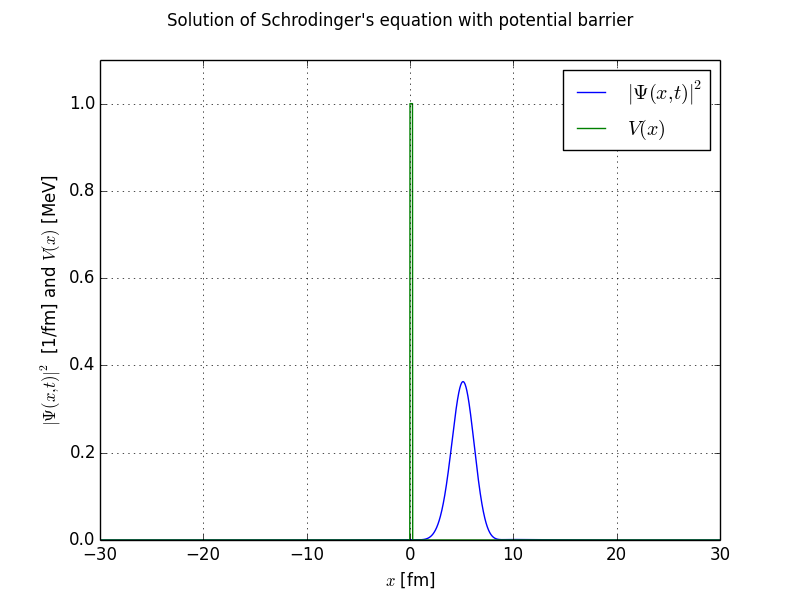 Solution of Schrodinger's equation with potential barrier
|Ψ(x,t)|²
V(x)
|Ψ(x,t)|² [1/fm] and V(x) [MeV]
1.0
0.8
0.6
0.4
0.2
0.0
−30 −20 −10 0 10 20 30
x [fm]